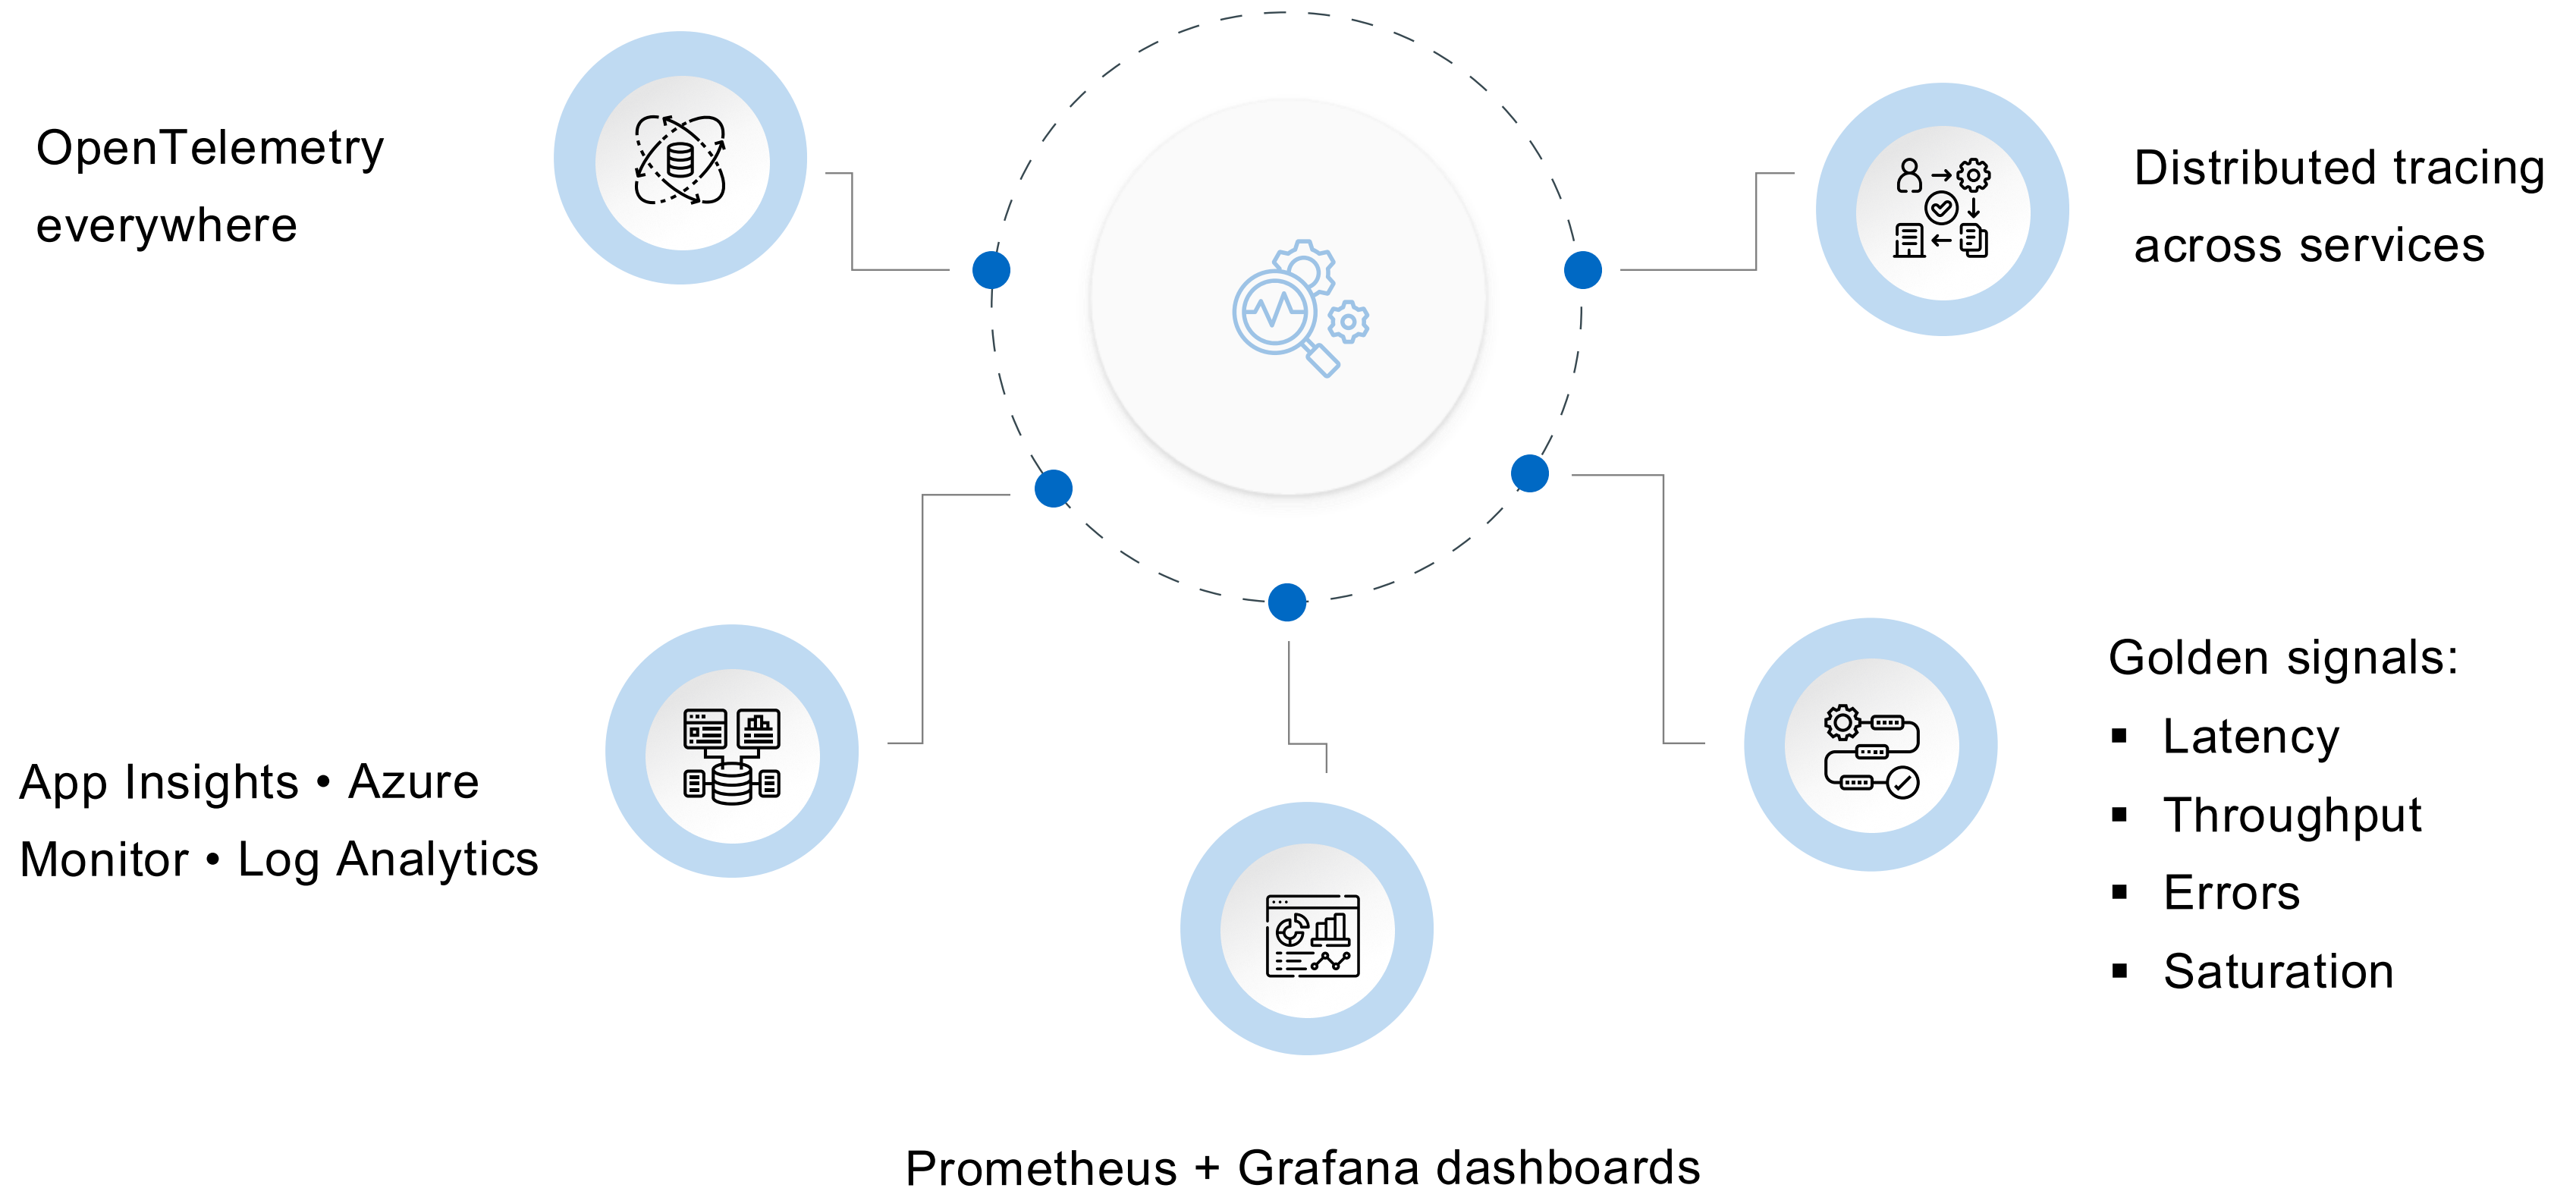 OpenTelemetry
everywhere
Distributed tracing
across services
App Insights • Azure
Monitor • Log Analytics
Golden signals:
▪ Latency
▪ Throughput
▪ Errors
▪ Saturation
Prometheus + Grafana dashboards